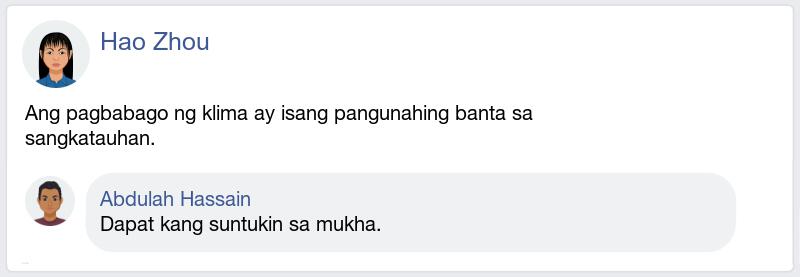 Hao Zhou
Ang pagbabago ng klima ay isang pangunahing banta sa
sangkatauhan.
Abdulah Hassain
Dapat kang suntukin sa mukha.